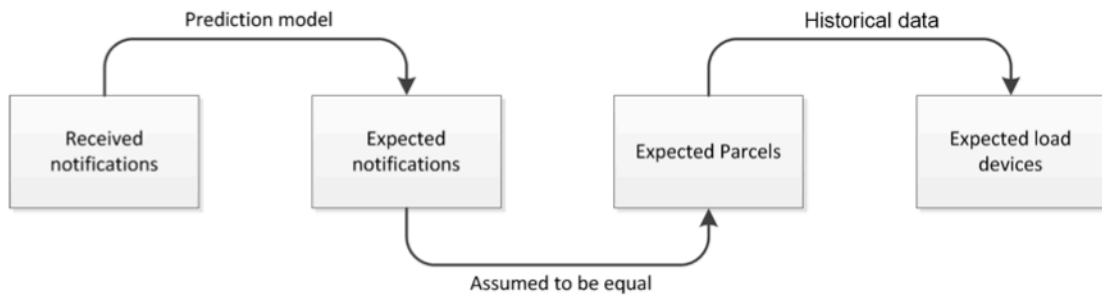 Prediction model
Historical data
Received
notifications
Expected
notifications
Expected Parcels
Expected load
devices
Assumed to be equal